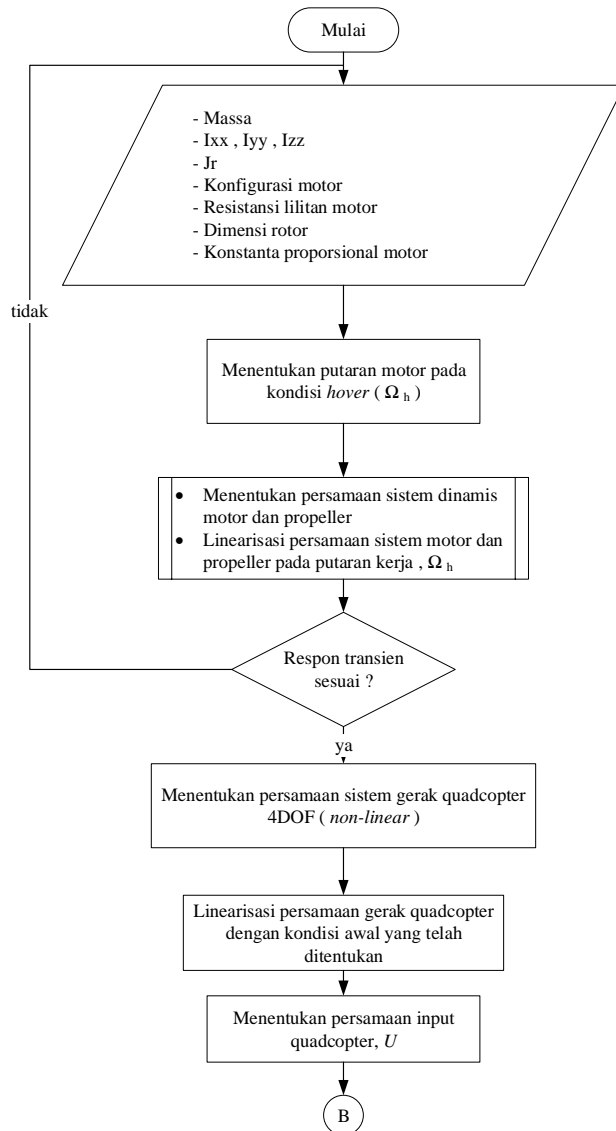 Mulai
- Massa
- Ixx , Iyy , Izz
- Jr
- Konfigurasi motor
- Resistansi lilitan motor
- Dimensi rotor
- Konstanta proporsional motor
tidak
Menentukan putaran motor pada
kondisi hover ( Ω h )
• Menentukan persamaan sistem dinamis
motor dan propeller
• Linearisasi persamaan sistem motor dan
propeller pada putaran kerja , Ω h
Respon transien
sesuai ?
ya
Menentukan persamaan sistem gerak quadcopter
4DOF ( non-linear )
Linearisasi persamaan gerak quadcopter
dengan kondisi awal yang telah
ditentukan
Menentukan persamaan input
quadcopter, U
B